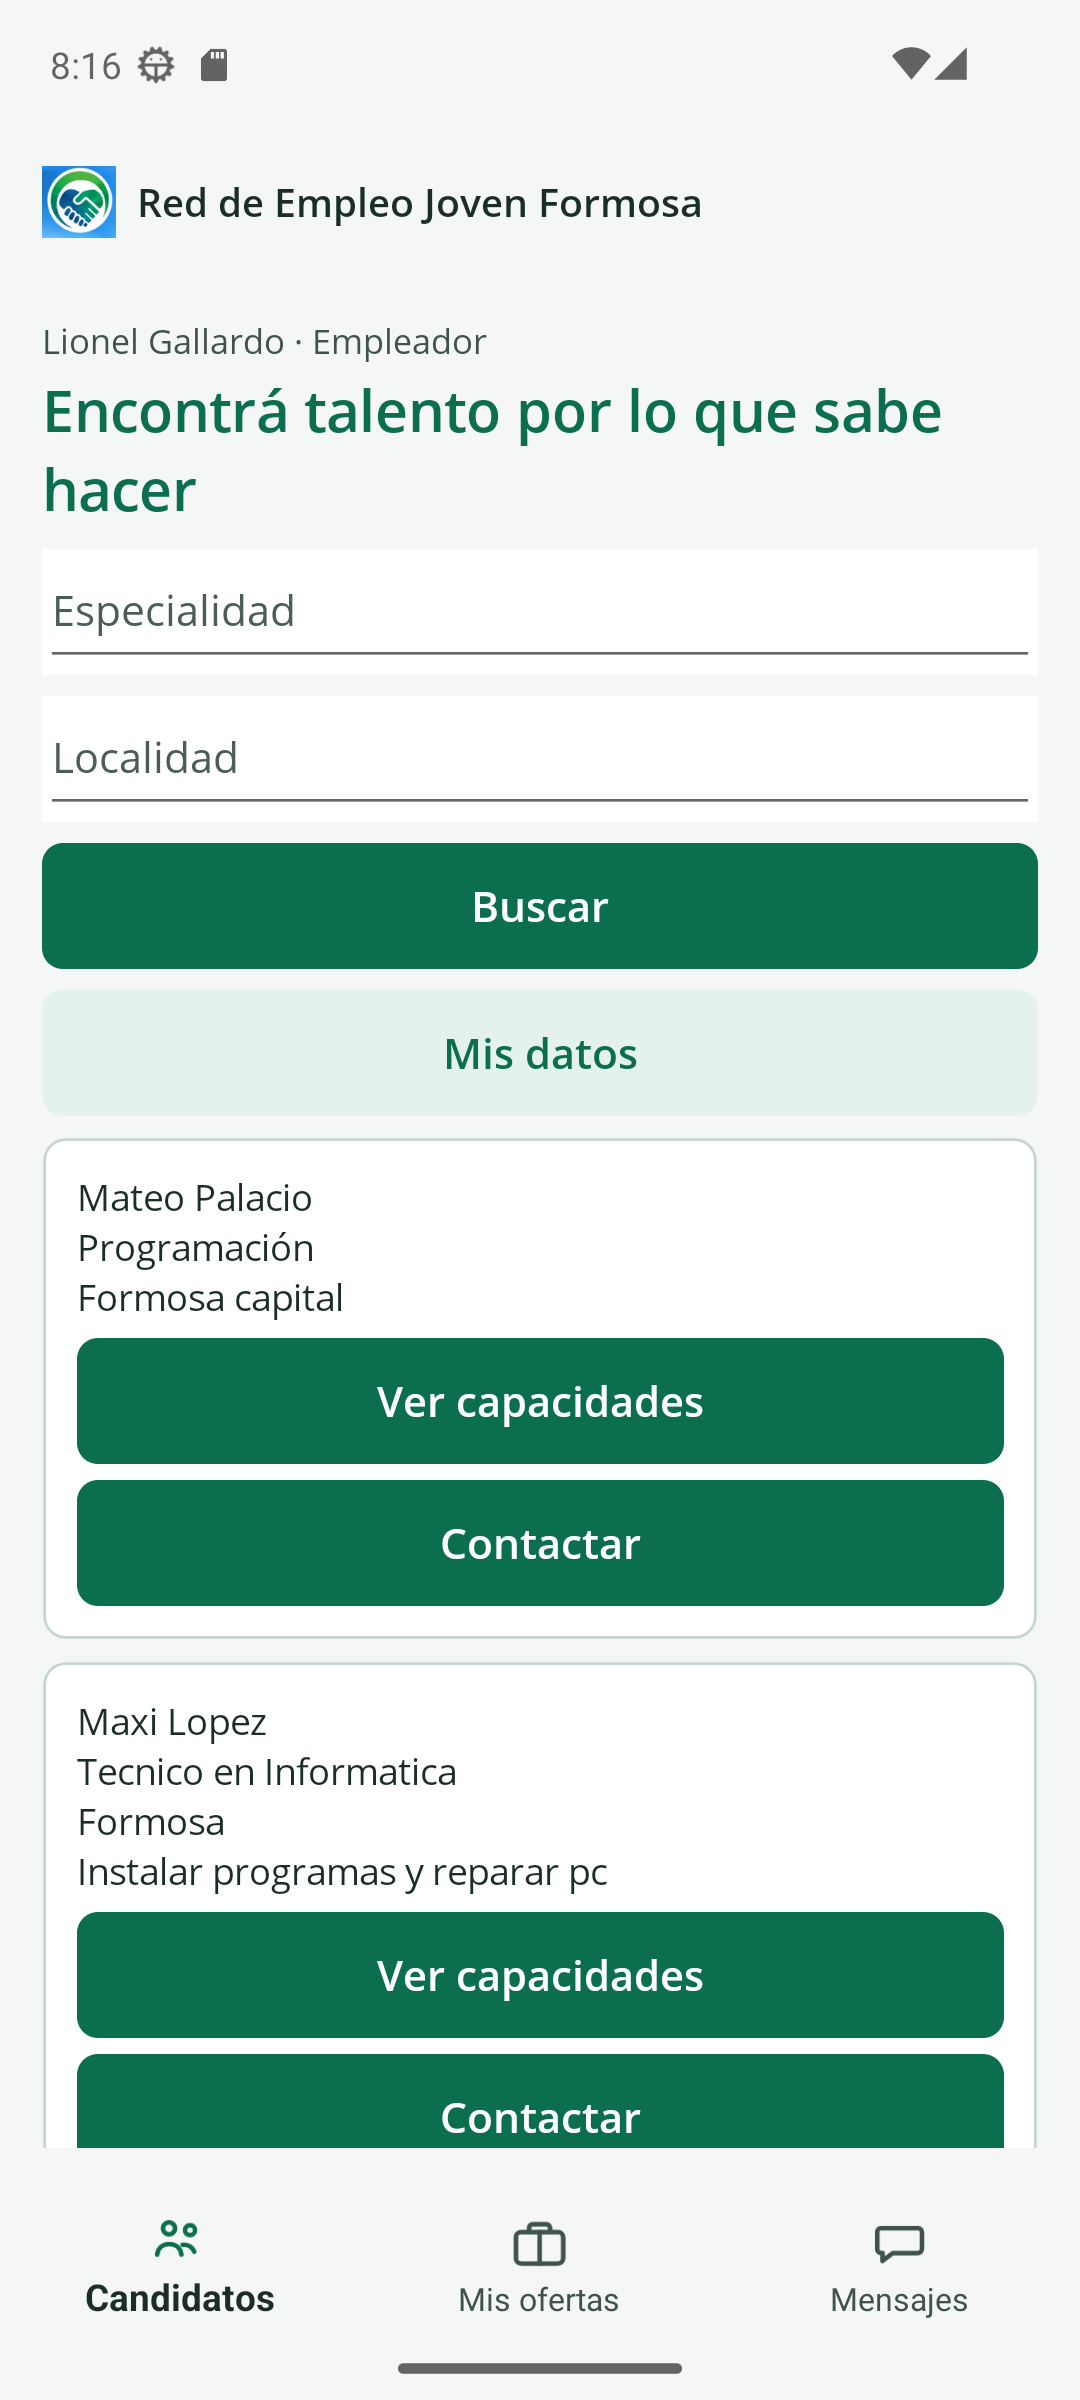 8:16
Red de Empleo Joven Formosa
Lionel Gallardo · Empleador
Encontrá talento por lo que sabe
hacer
Especialidad
Localidad
Buscar
Mis datos
Mateo Palacio
Programación
Formosa capital
Ver capacidades
Contactar
Maxi Lopez
Tecnico en Informatica
Formosa
Instalar programas y reparar pc
Ver capacidades
Contactar
Candidatos
Mis ofertas
Mensajes